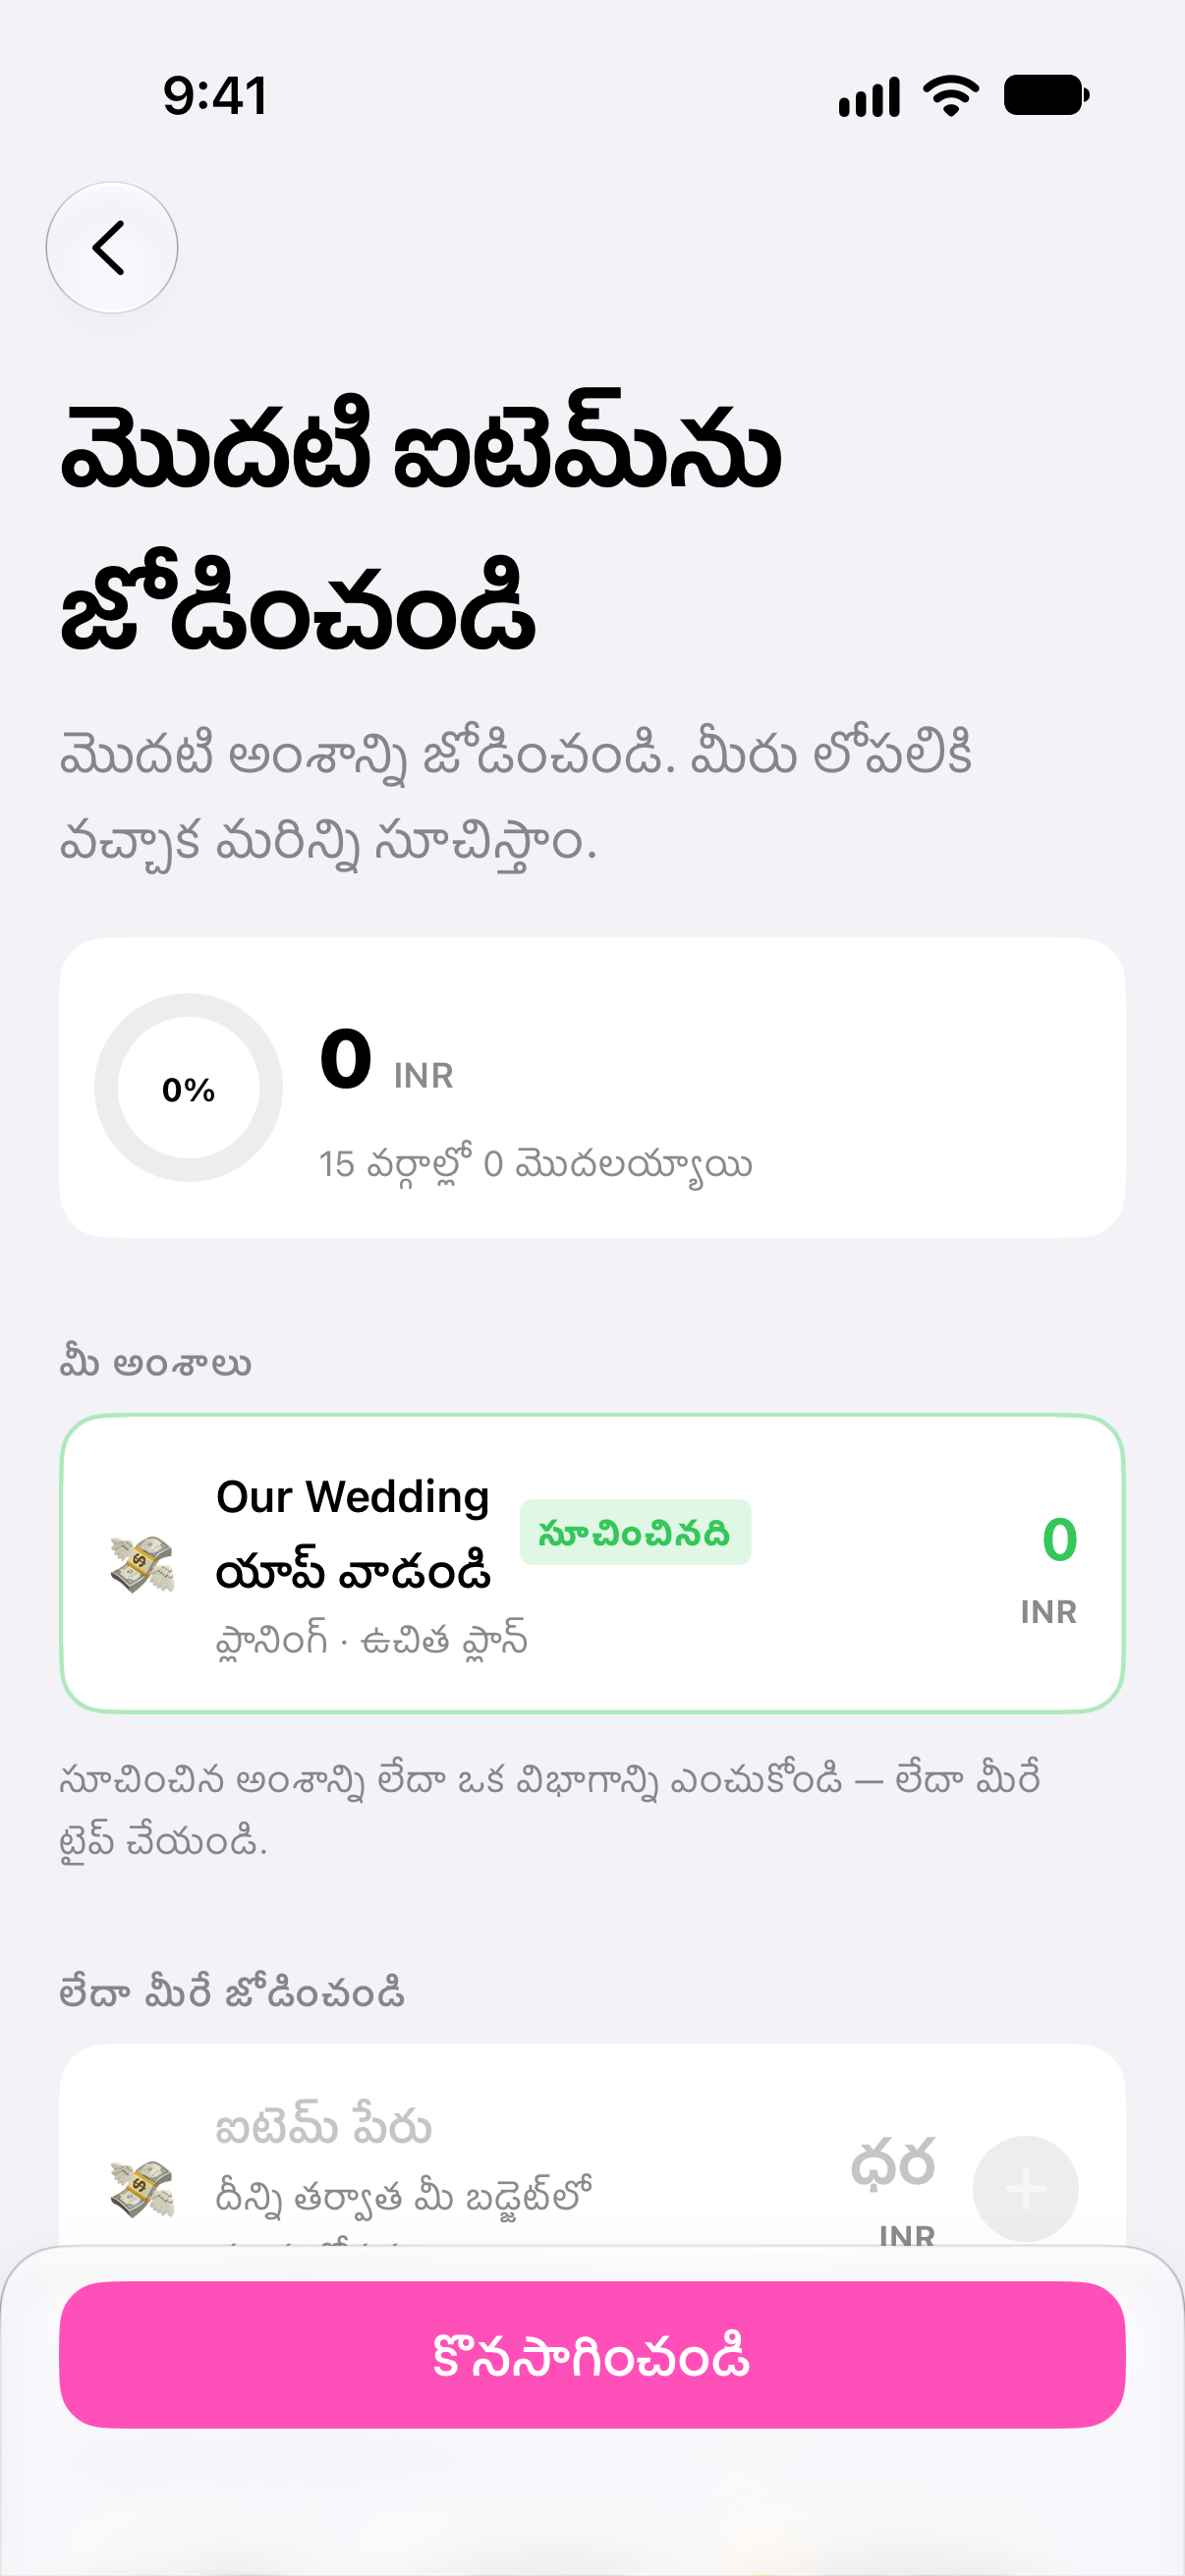 9:41
మొదటి ఐటెమ్‌ను
జోడించండి
మొదటి అంశాన్ని జోడించండి. మీరు లోపలికి
వచ్చాక మరిన్ని సూచిస్తాం.
0%
0 INR
15 వర్గాల్లో 0 మొదలయ్యాయి
మీ అంశాలు
Our Wedding
యాప్ వాడండి
సూచించినది
ప్లానింగ్ · ఉచిత ప్లాన్
0
INR
సూచించిన అంశాన్ని లేదా ఒక విభాగాన్ని ఎంచుకోండి — లేదా మీరే
టైప్ చేయండి.
లేదా మీరే జోడించండి
ఐటెమ్ పేరు
దీన్ని తర్వాత మీ బడ్జెట్‌లో
ధర
INR
కొనసాగించండి